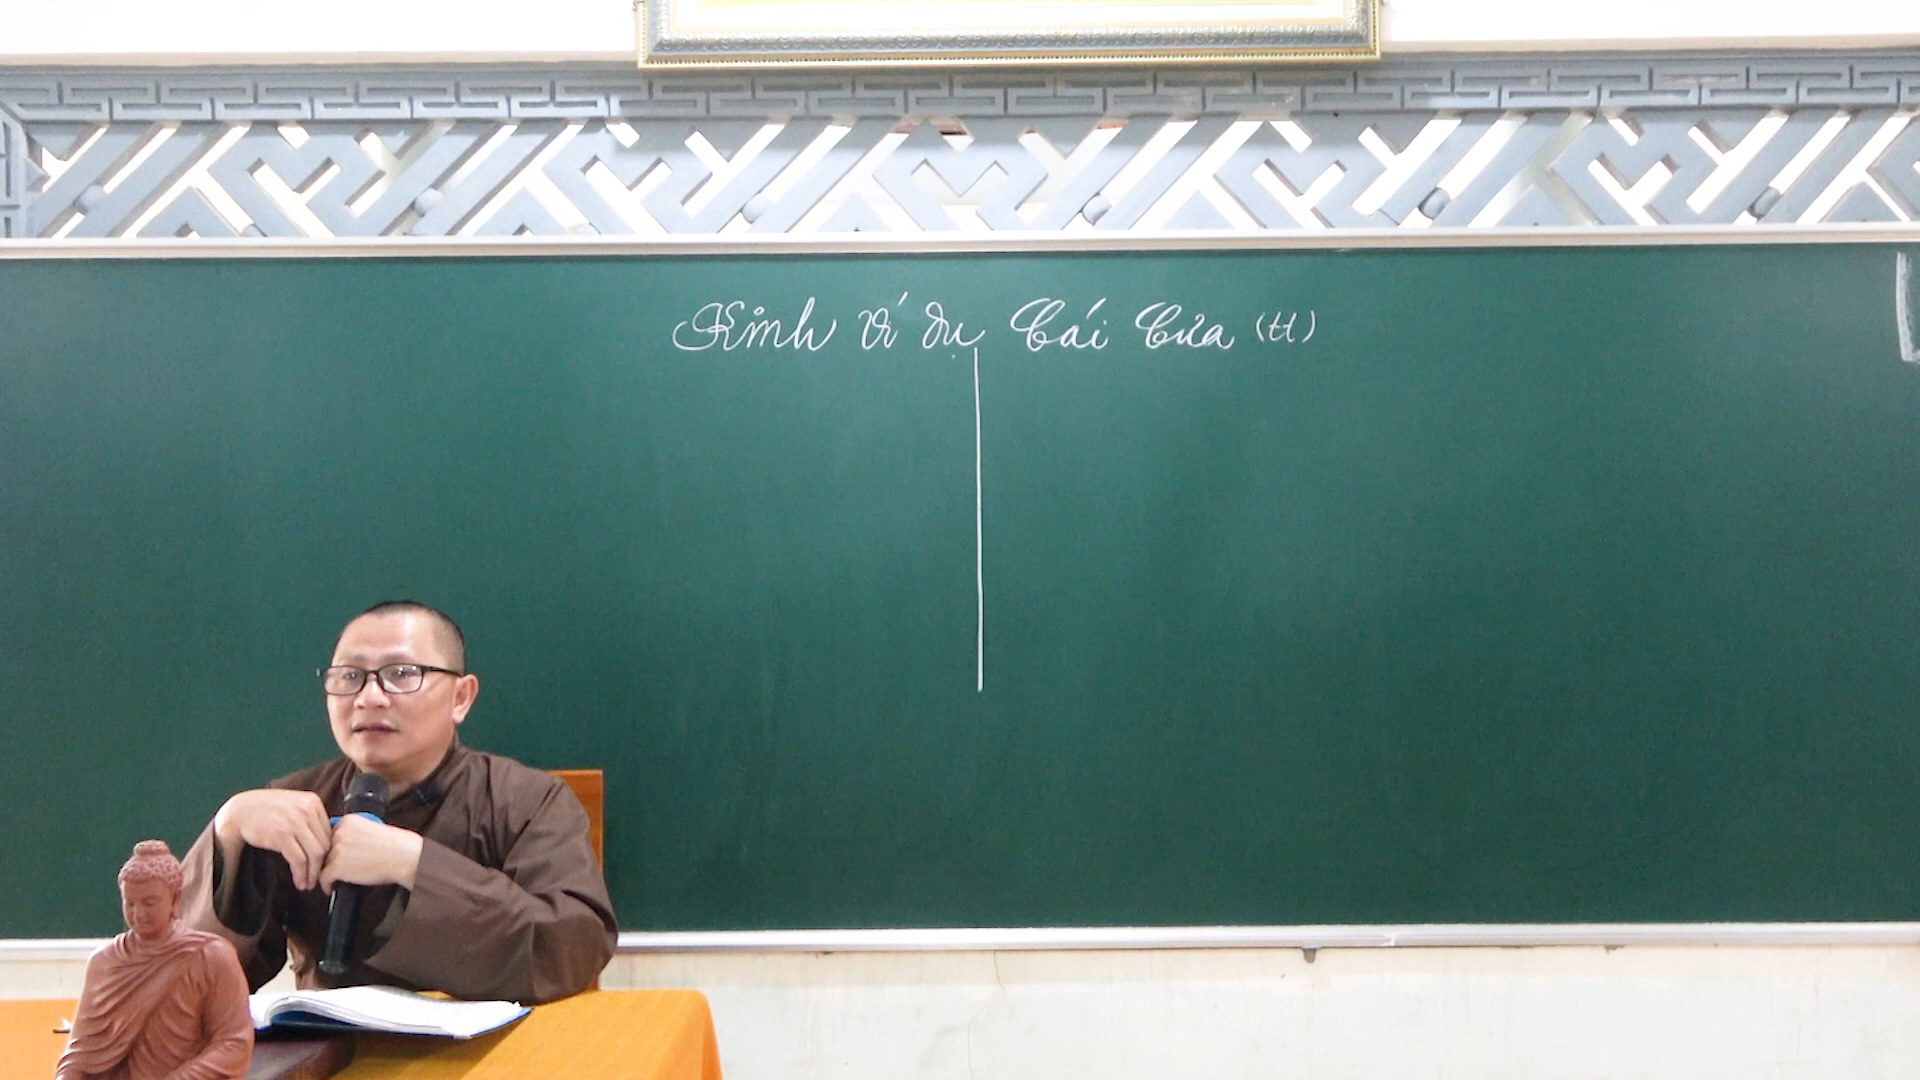 Kinh ví dụ Cái Cưa (tt)